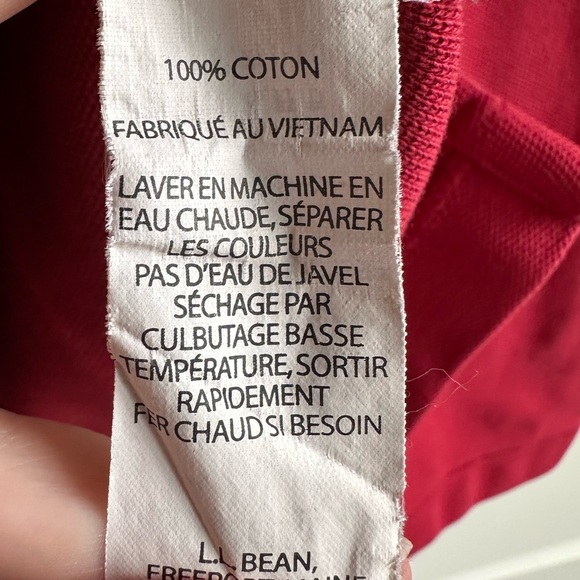 100% COTON
FABRIQUÉ AU VIETNAM
LAVER EN MACHINE EN
EAU CHAUDE, SÉPARER
LES COULEURS
PAS D'EAU DE JAVEL
SÉCHAGE PAR
CULBUTAGE BASSE
TEMPÉRATURE, SORTIR
RAPIDEMENT
FER CHAUD SI BESOIN
L.L. BEAN,